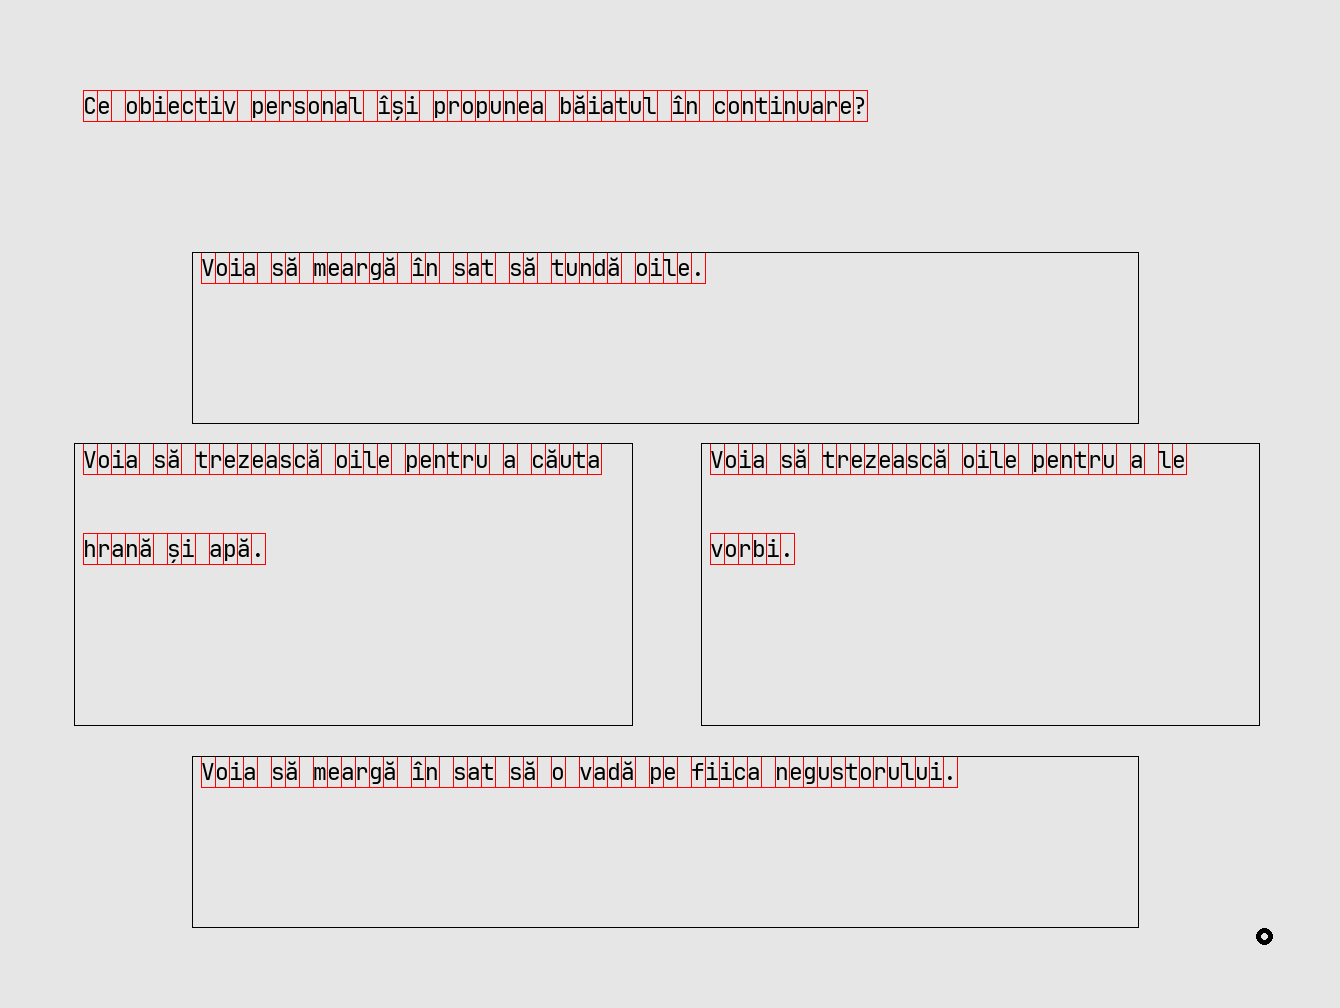 Ce obiectiv personal își propunea băiatul în continuare?
Voia să meargă în sat să tundă oile.
Voia să trezească oile pentru a căuta
hrană și apă.
Voia să trezească oile pentru a le
vorbi.
Voia să meargă în sat să o vadă pe fiica negustorului.